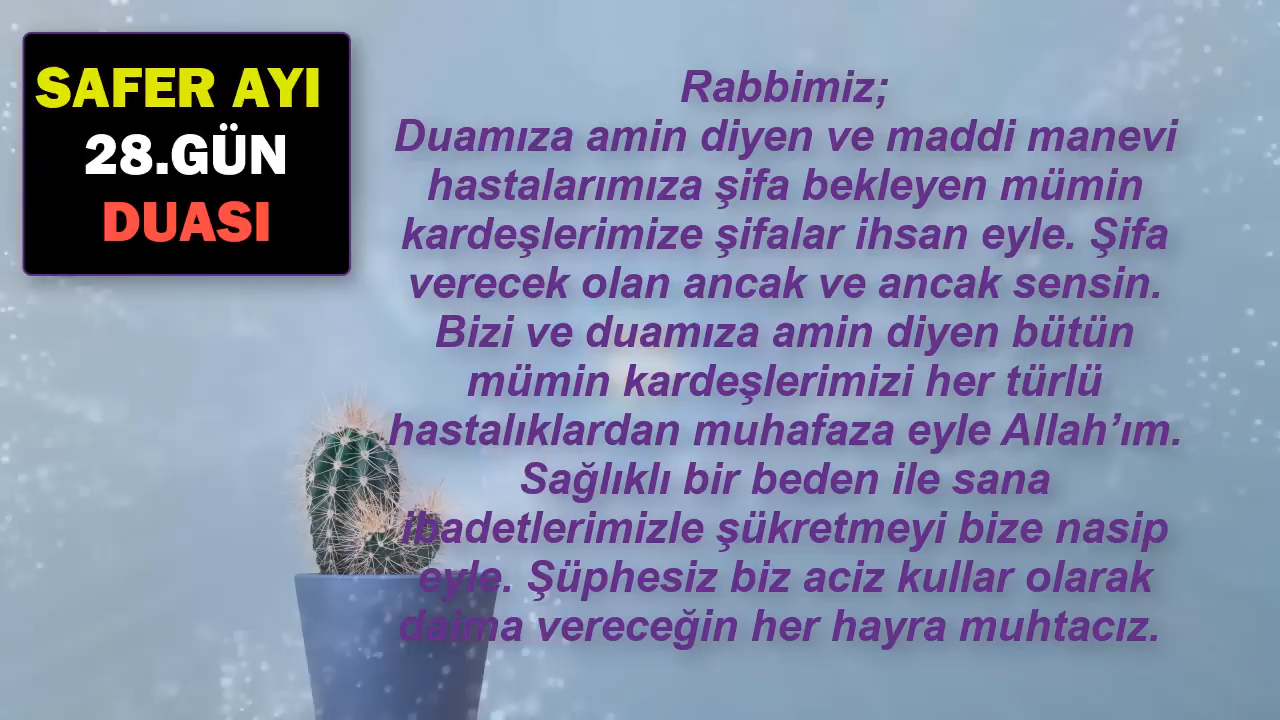 SAFER AYI
28.GÜN
DUASI
Rabbimiz;
Duamıza amin diyen ve maddi manevi
hastalarımıza şifa bekleyen mümin
kardeşlerimize şifalar ihsan eyle. Şifa
verecek olan ancak ve ancak sensin.
Bizi ve duamıza amin diyen bütün
mümin kardeşlerimizi her türlü
hastalıklardan muhafaza eyle Allah’ım.
Sağlıklı bir beden ile sana
ibadetlerimizle şükretmeyi bize nasip
eyle. Şüphesiz biz aciz kullar olarak
daima vereceğin her hayra muhtacız.